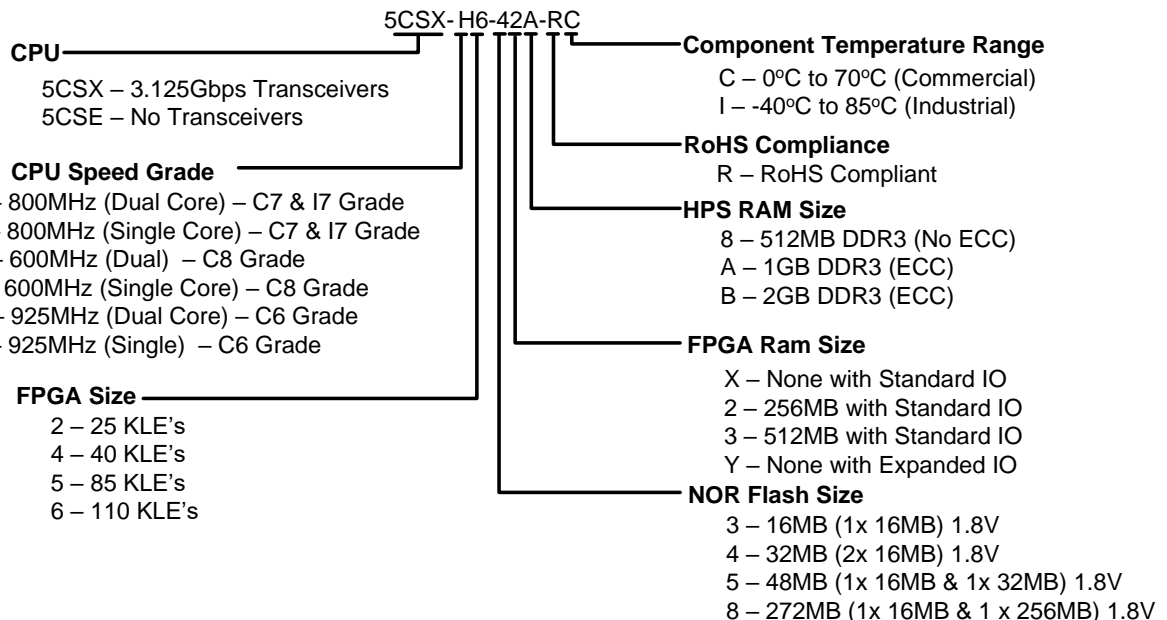 5CSX- H6-42A-RC
CPU
5CSX – 3.125Gbps Transceivers
5CSE – No Transceivers
CPU Speed Grade
- 800MHz (Dual Core) – C7 & I7 Grade
- 800MHz (Single Core) – C7 & I7 Grade
– 600MHz (Dual) – C8 Grade
600MHz (Single Core) – C8 Grade
– 925MHz (Dual Core) – C6 Grade
- 925MHz (Single) – C6 Grade
FPGA Size
2 – 25 KLE's
4 – 40 KLE's
5 – 85 KLE's
6 – 110 KLE's
Component Temperature Range
C – 0°C to 70°C (Commercial)
I – -40°C to 85°C (Industrial)
RoHS Compliance
R – RoHS Compliant
HPS RAM Size
8 – 512MB DDR3 (No ECC)
A – 1GB DDR3 (ECC)
B – 2GB DDR3 (ECC)
FPGA Ram Size
X – None with Standard IO
2 – 256MB with Standard IO
3 – 512MB with Standard IO
Y – None with Expanded IO
NOR Flash Size
3 – 16MB (1x 16MB) 1.8V
4 – 32MB (2x 16MB) 1.8V
5 – 48MB (1x 16MB & 1x 32MB) 1.8V
8 – 272MB (1x 16MB & 1 x 256MB) 1.8V